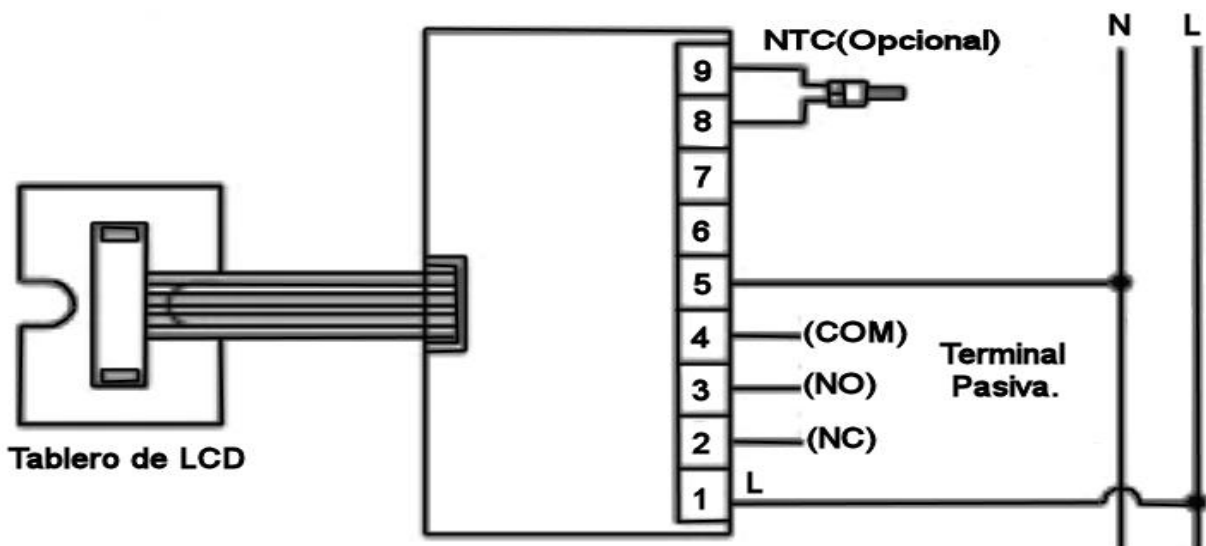 N L
NTC(Opcional)
9
8
7
6
5
4 (COM)
3 (NO)
2 (NC)
1 L
Terminal
Pasiva.
Tablero de LCD